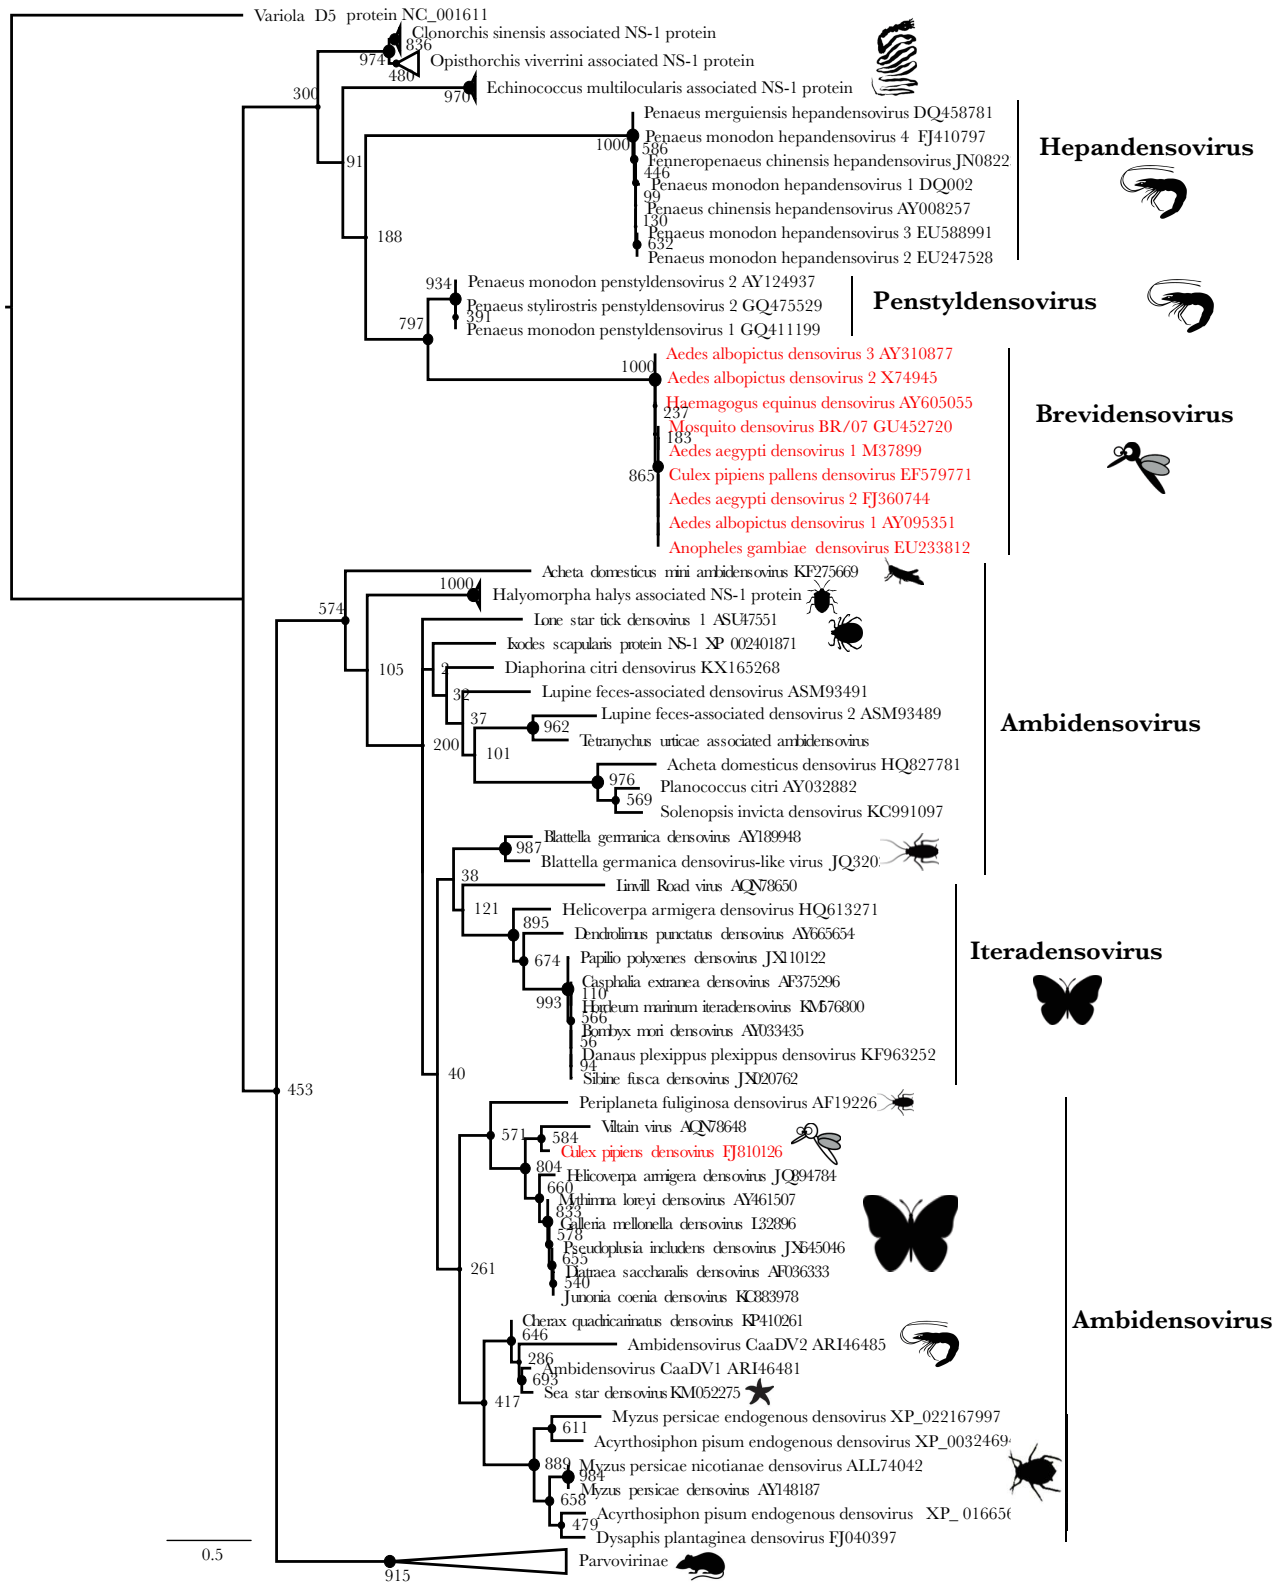 Variola D5 protein NC_001611
Clonorchis sinensis associated NS-1 protein
836
974
Opisthorchis viverrini associated NS-1 protein
480
Echinococcus multilocularis associated NS-1 protein
970
300
Penaeus merguiensis hepandensovirus DQ458781
Penaeus monodon hepandensovirus 4 FJ410797
1000
586
Fenneropenaeus chinensis hepandensovirus JN0822
Hepandensovirus
91
446
Penaeus monodon hepandensovirus 1 DQ002
99
Penaeus chinensis hepandensovirus AY008257
130
Penaeus monodon hepandensovirus 3 EU588991
632
188
Penaeus monodon hepandensovirus 2 EU247528
934
Penaeus monodon penstyldensovirus 2 AY124937
Penaeus stylirostris penstyldensovirus 2 GQ475529
Penstyldensovirus
391
797
Penaeus monodon penstyldensovirus 1 GQ411199
Aedes albopictus densovirus 3 AY310877
1000
Aedes albopictus densovirus 2 X74945
Haemagogus equinus densovirus AY605055
237
Brevidensovirus
Mosquito densovirus BR/07 GU452720
183
Aedes aegypti densovirus 1 M37899
865
Culex pipiens pallens densovirus EF579771
Aedes aegypti densovirus 2 FJ360744
Aedes albopictus densovirus 1 AY095351
Anopheles gambiae densovirus EU233812
Acheta domesticus mini ambidensovirus KF275669
1000
Halyomorpha halys associated NS-1 protein
574
Lone star tick densovirus 1 ASU47551
Ixodes scapularis protein NS-1 XP 002401871
105
2
Diaphorina citri densovirus KX165268
32
Lupine feces-associated densovirus ASM93491
37
Lupine feces-associated densovirus 2 ASM93489
962
Ambidensovirus
200
Tetranychus urticae associated ambidensovirus
101
Acheta domesticus densovirus HQ827781
976
Planococcus citri AY032882
569
Solenopsis invicta densovirus KC991097
Blattella germanica densovirus AY189948
987
Blattella germanica densovirus-like virus JQ320
38
Linvill Road virus AQN78650
121
Helicoverpa armigera densovirus HQ613271
895
Dendrolimus punctatus densovirus AY665654
674
Papilio polyxenes densovirus JX110122
Iteradensovirus
Casphalia extranea densovirus AF375296
993
110
Hordeum marinum iteradensovirus KM576800
566
Bombyx mori densovirus AY033435
56
Danaus plexippus plexippus densovirus KF963252
94
40
Sibine fusca densovirus JX020762
453
Periplaneta fuliginosa densovirus AF19226
Viltain virus AQN78648
571
584
Culex pipiens densovirus FJ810126
804
Helicoverpa armigera densovirus JQ894784
660
Mythimna loreyi densovirus AY461507
833
Galleria mellonella densovirus L32896
578
Pseudoplusia includens densovirus JX645046
655
261
Diatraea saccharalis densovirus AF036333
540
Junonia coenia densovirus KC883978
Cherax quadricarinatus densovirus KP410261
Ambidensovirus
646
Ambidensovirus CaaDV2 ARI46485
286
Ambidensovirus CaaDV1 ARI46481
693
Sea star densovirus KM052275
417
Myzus persicae endogenous densovirus XP_022167997
611
Acyrthosiphon pisum endogenous densovirus XP_0032469
889
Myzus persicae nicotianae densovirus ALL74042
984
Myzus persicae densovirus AY148187
658
Acyrthosiphon pisum endogenous densovirus XP_ 016656
479
Dysaphis plantaginea densovirus FJ040397
0.5
Parvovirinae
915